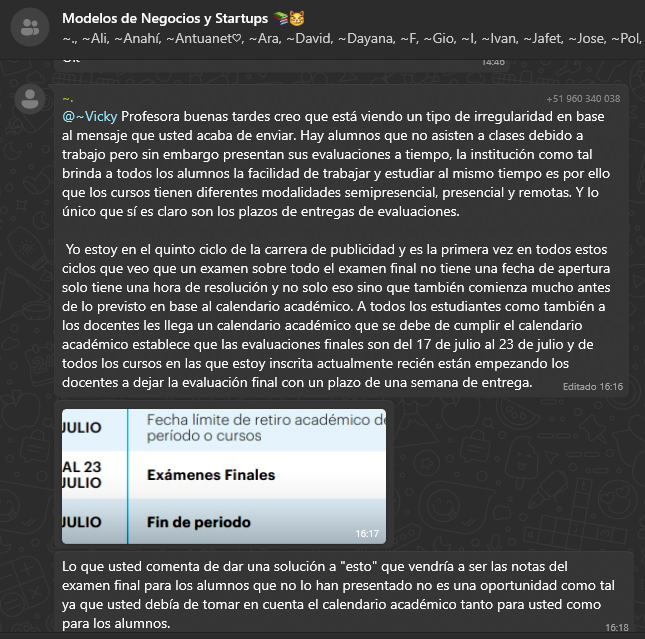 Modelos de Negocios y Startups 📚😸
~., ~Ali, ~Anahí, ~Antuanet♡, ~Ara, ~David, ~Dayana, ~F, ~Gio, ~I, ~Ivan, ~Jafet, ~Jose, ~Pol,
14:46
~.
+51 960 340 038
@~Vicky Profesora buenas tardes creo que está viendo un tipo de irregularidad en base
al mensaje que usted acaba de enviar. Hay alumnos que no asisten a clases debido a
trabajo pero sin embargo presentan sus evaluaciones a tiempo, la institución como tal
brinda a todos los alumnos la facilidad de trabajar y estudiar al mismo tiempo es por ello
que los cursos tienen diferentes modalidades semipresencial, presencial y remotas. Y lo
único que sí es claro son los plazos de entregas de evaluaciones.
Yo estoy en el quinto ciclo de la carrera de publicidad y es la primera vez en todos estos
ciclos que veo que un examen sobre todo el examen final no tiene una fecha de apertura
solo tiene una hora de resolución y no solo eso sino que también comienza mucho antes
de lo previsto en base al calendario académico. A todos los estudiantes como también a
los docentes les llega un calendario académico que se debe de cumplir el calendario
académico establece que las evaluaciones finales son del 17 de julio al 23 de julio y de
todos los cursos en las que estoy inscrita actualmente recién están empezando los
docentes a dejar la evaluación final con un plazo de una semana de entrega.
Editado 16:16
JULIO
Fecha límite de retiro académico de
período o cursos
AL 23
JULIO
Exámenes Finales
JULIO
Fin de periodo
16:17
Lo que usted comenta de dar una solución a "esto" que vendría a ser las notas del
examen final para los alumnos que no lo han presentado no es una oportunidad como tal
ya que usted debía de tomar en cuenta el calendario académico tanto para usted como
para los alumnos.
16:18